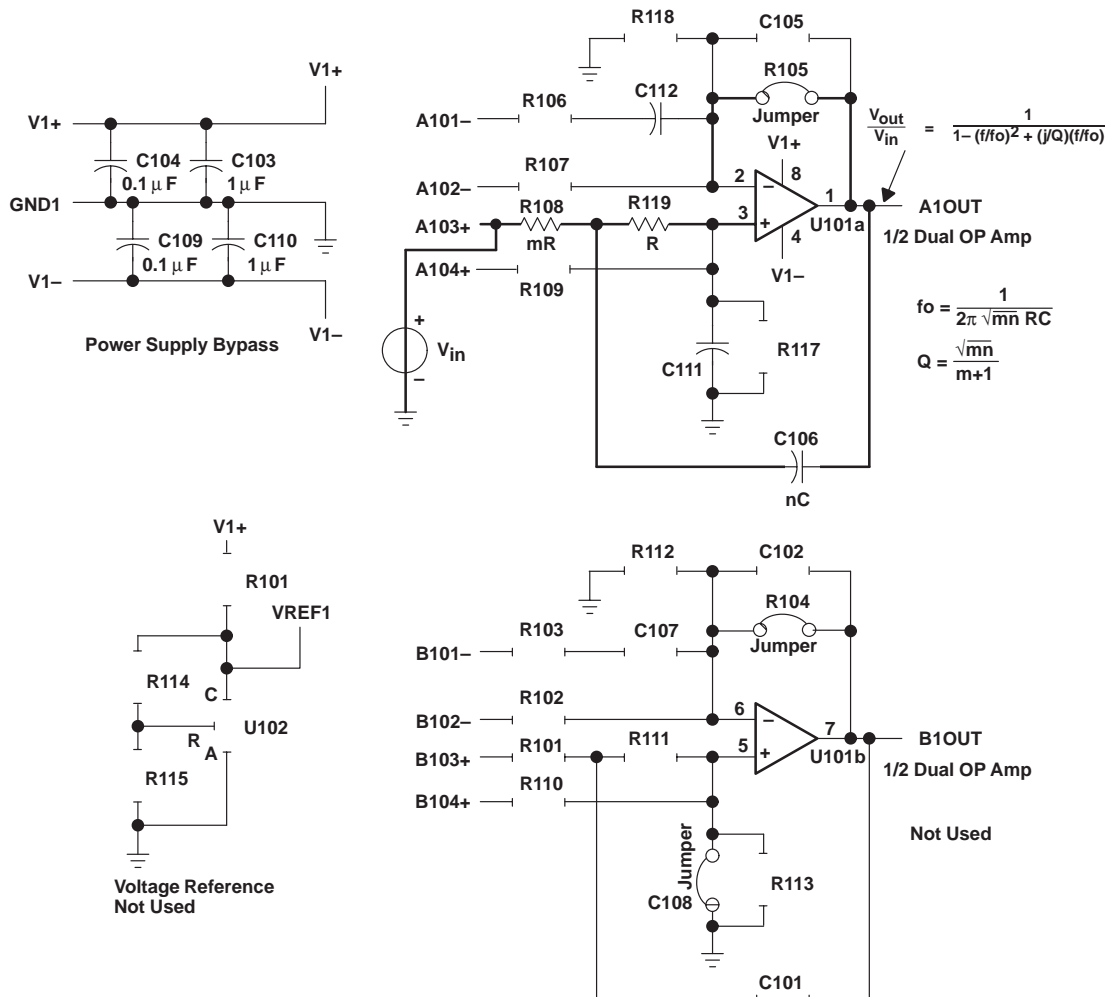 V1+
V1+
C104
0.1 μF
C103
1 μF
GND1
C109
0.1 μF
C110
1 μF
V1–
V1–
Power Supply Bypass
R118
C105
R105
Jumper
R106
C112
A101–
V1+
R107
A102–
2
–
8
1
R108
R119
3
+
A103+
mR
R
4
U101a
A1OUT
1/2 Dual OP Amp
A104+
R109
V1–
Vout
Vin
=
1
1– (f/fo)2 + (j/Q)(f/fo)
fo = 1
2π √mn RC
Q = √mn
m+1
+
Vin
–
C111
R117
C106
nC
V1+
R101
VREF1
R114
C
U102
R
A
R115
Voltage Reference
Not Used
R112
C102
R104
Jumper
R103
C107
B101–
R102
B102–
6
–
7
R101
R111
5
+
B103+
U101b
B1OUT
1/2 Dual OP Amp
R110
B104+
Not Used
Jumper
C108
R113
C101